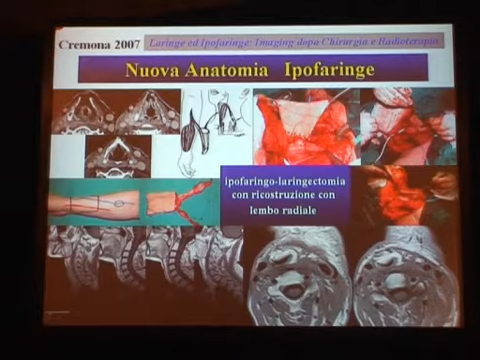 Cremona 2007
Laringe ed Ipofaringe: Imaging dopo Chirurgia e Radioterapia
Nuova Anatomia Ipofaringe
ipofaringo-laringectomia
con ricostruzione con
lembo radiale